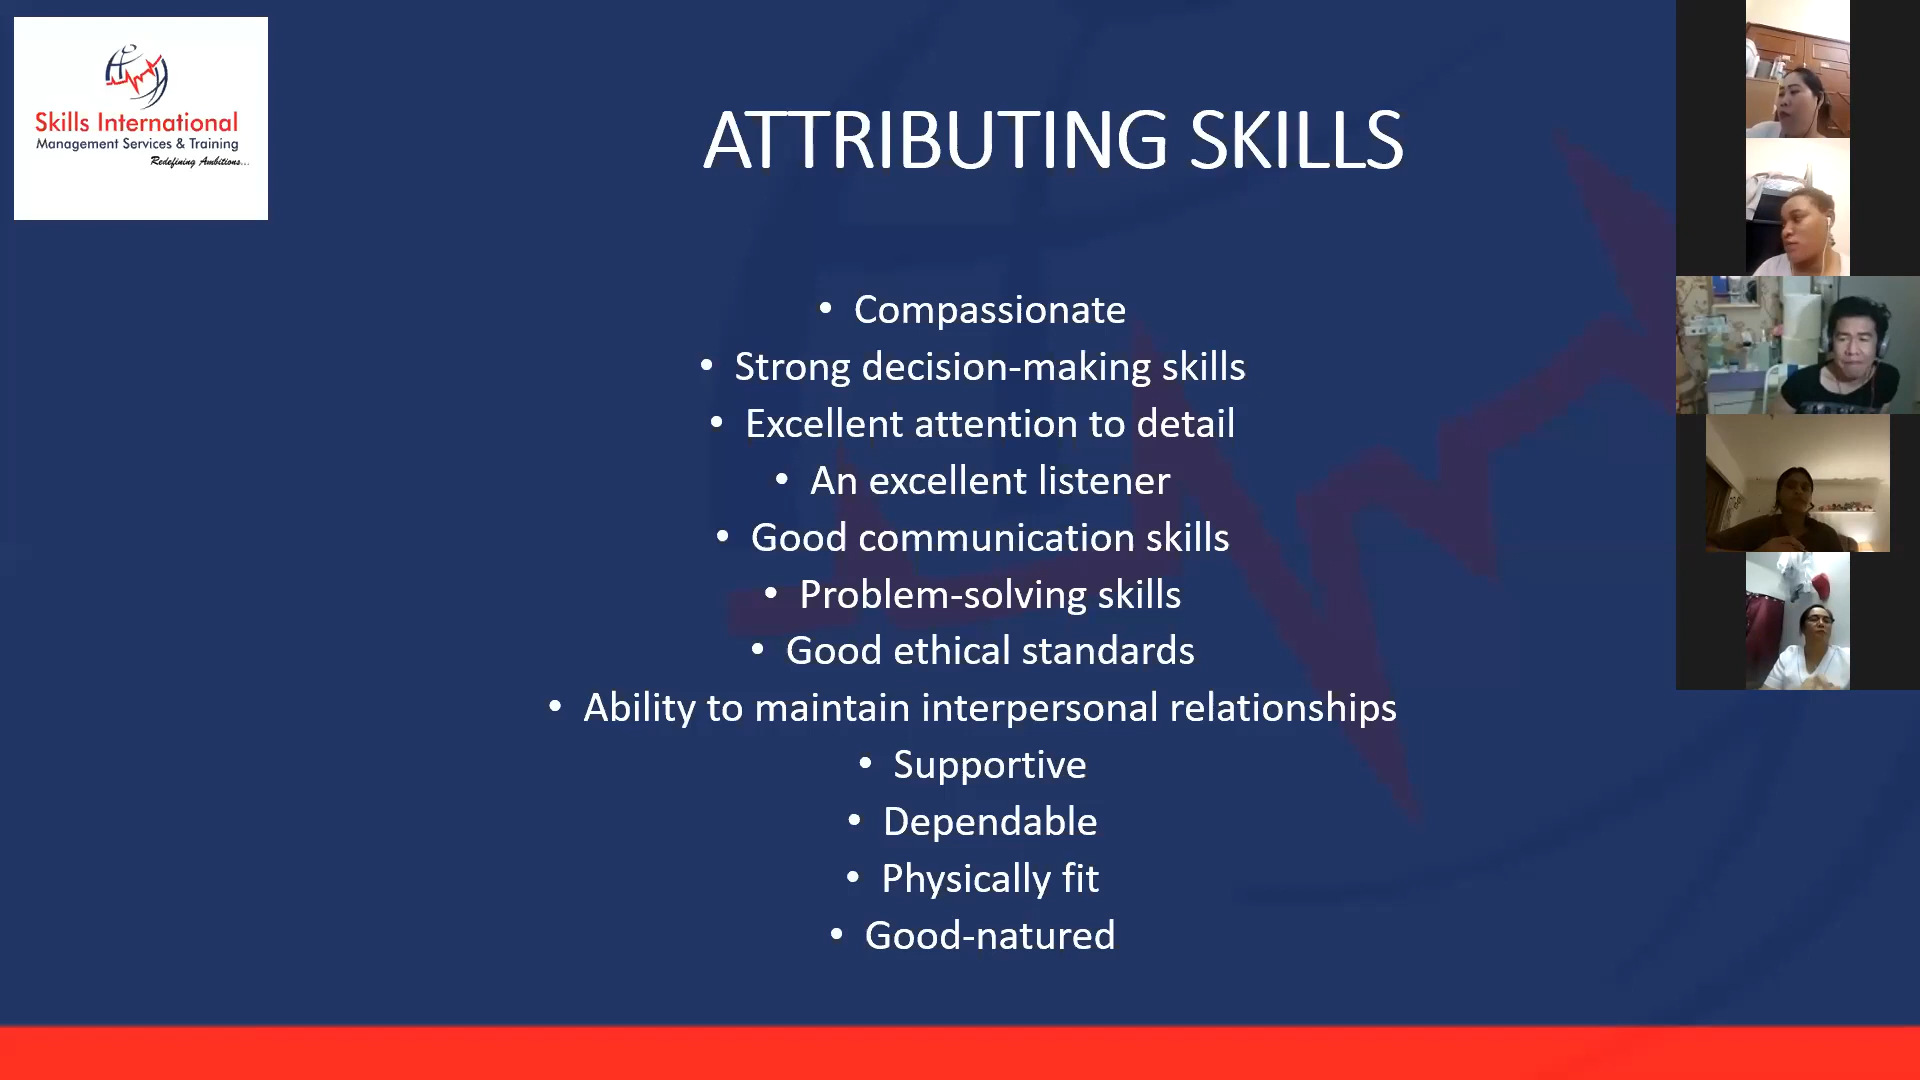 Skills International
Management Services & Training
Redefining Ambitions...
ATTRIBUTING SKILLS
• Compassionate
• Strong decision-making skills
• Excellent attention to detail
• An excellent listener
• Good communication skills
• Problem-solving skills
• Good ethical standards
• Ability to maintain interpersonal relationships
• Supportive
• Dependable
• Physically fit
• Good-natured